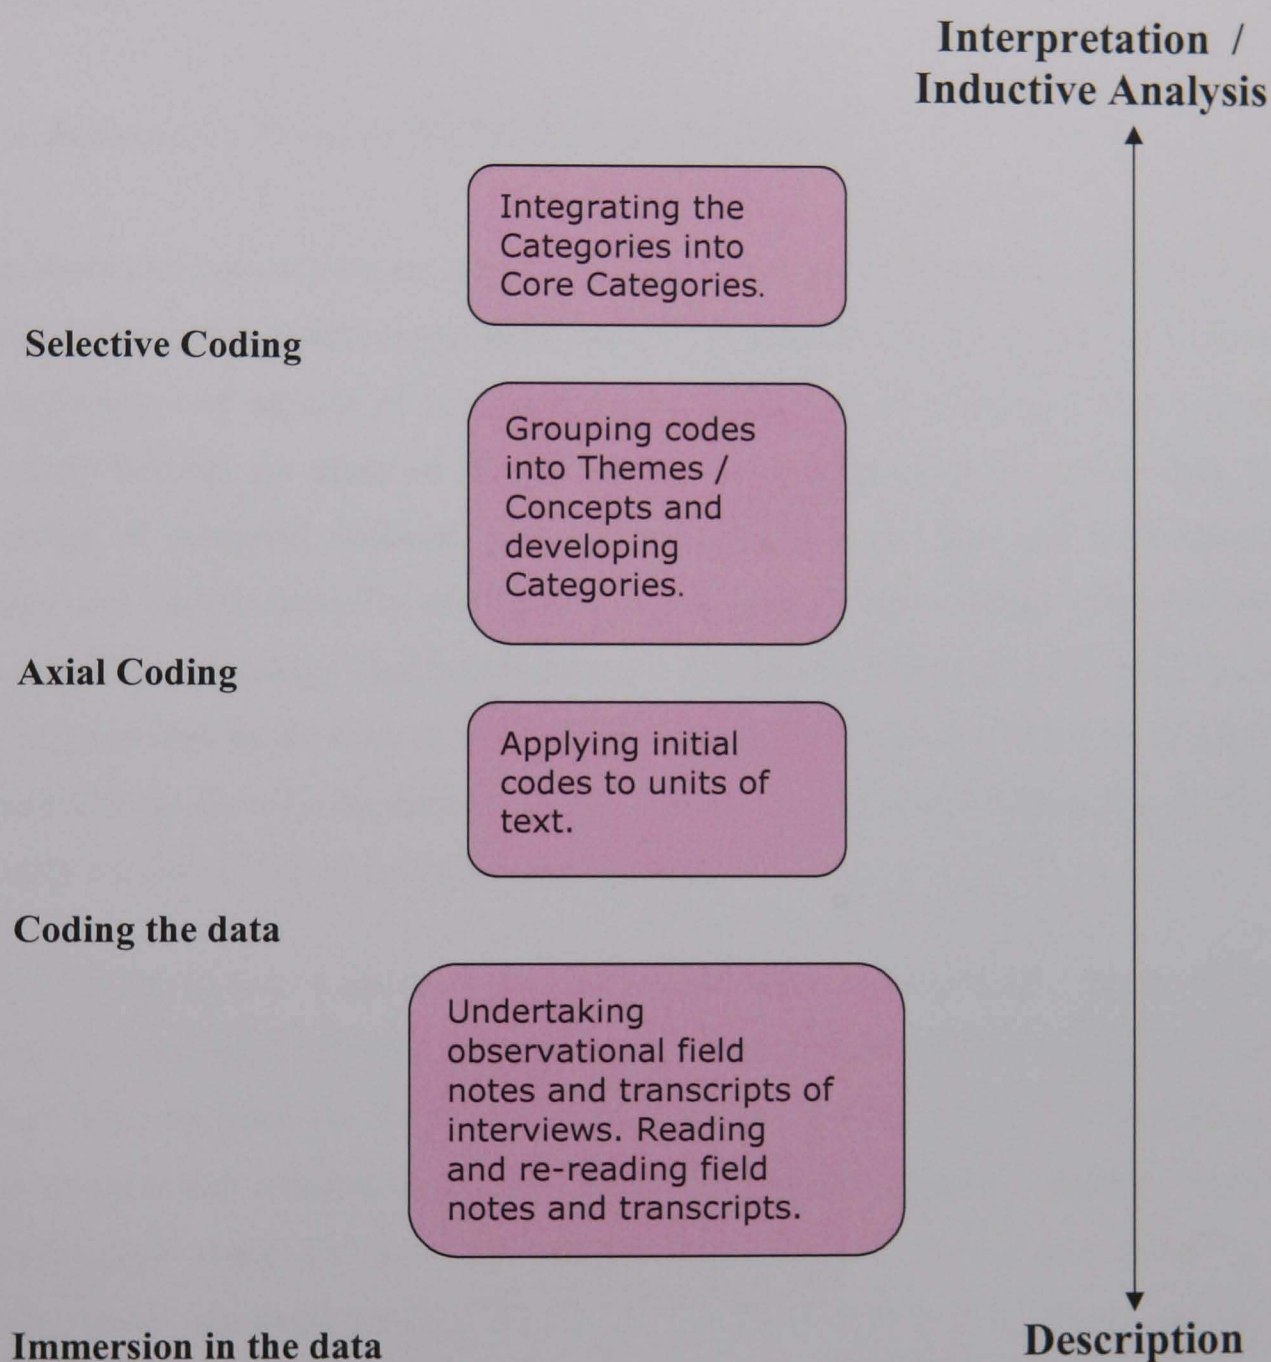 Interpretation /
Inductive Analysis
Integrating the
Categories into
Core Categories.
Selective Coding
Grouping codes
into Themes /
Concepts and
developing
Categories.
Axial Coding
Applying initial
codes to units of
text.
Coding the data
Undertaking
observational field
notes and transcripts of
interviews. Reading
and re-reading field
notes and transcripts.
Immersion in the data
Description